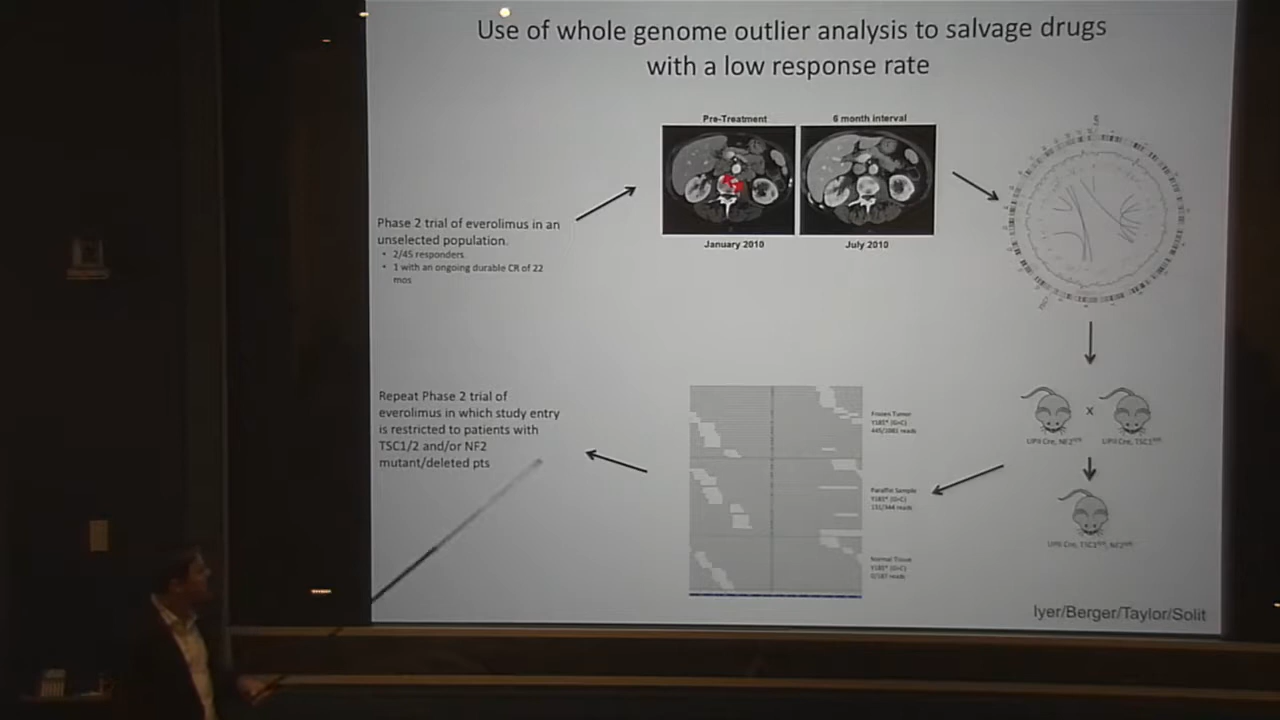 Use of whole genome outlier analysis to salvage drugs
with a low response rate
Pre-Treatment
6 month interval
January 2010
July 2010
Phase 2 trial of everolimus in an
unselected population.
• 2/45 responders.
• 1 with an ongoing durable CR of 22
mos
Repeat Phase 2 trial of
everolimus in which study entry
is restricted to patients with
TSC1/2 and/or NF2
mutant/deleted pts
Frozen Tumor
Paraffin Sample
Normal Tissue
X
Iyer/Berger/Taylor/Solit